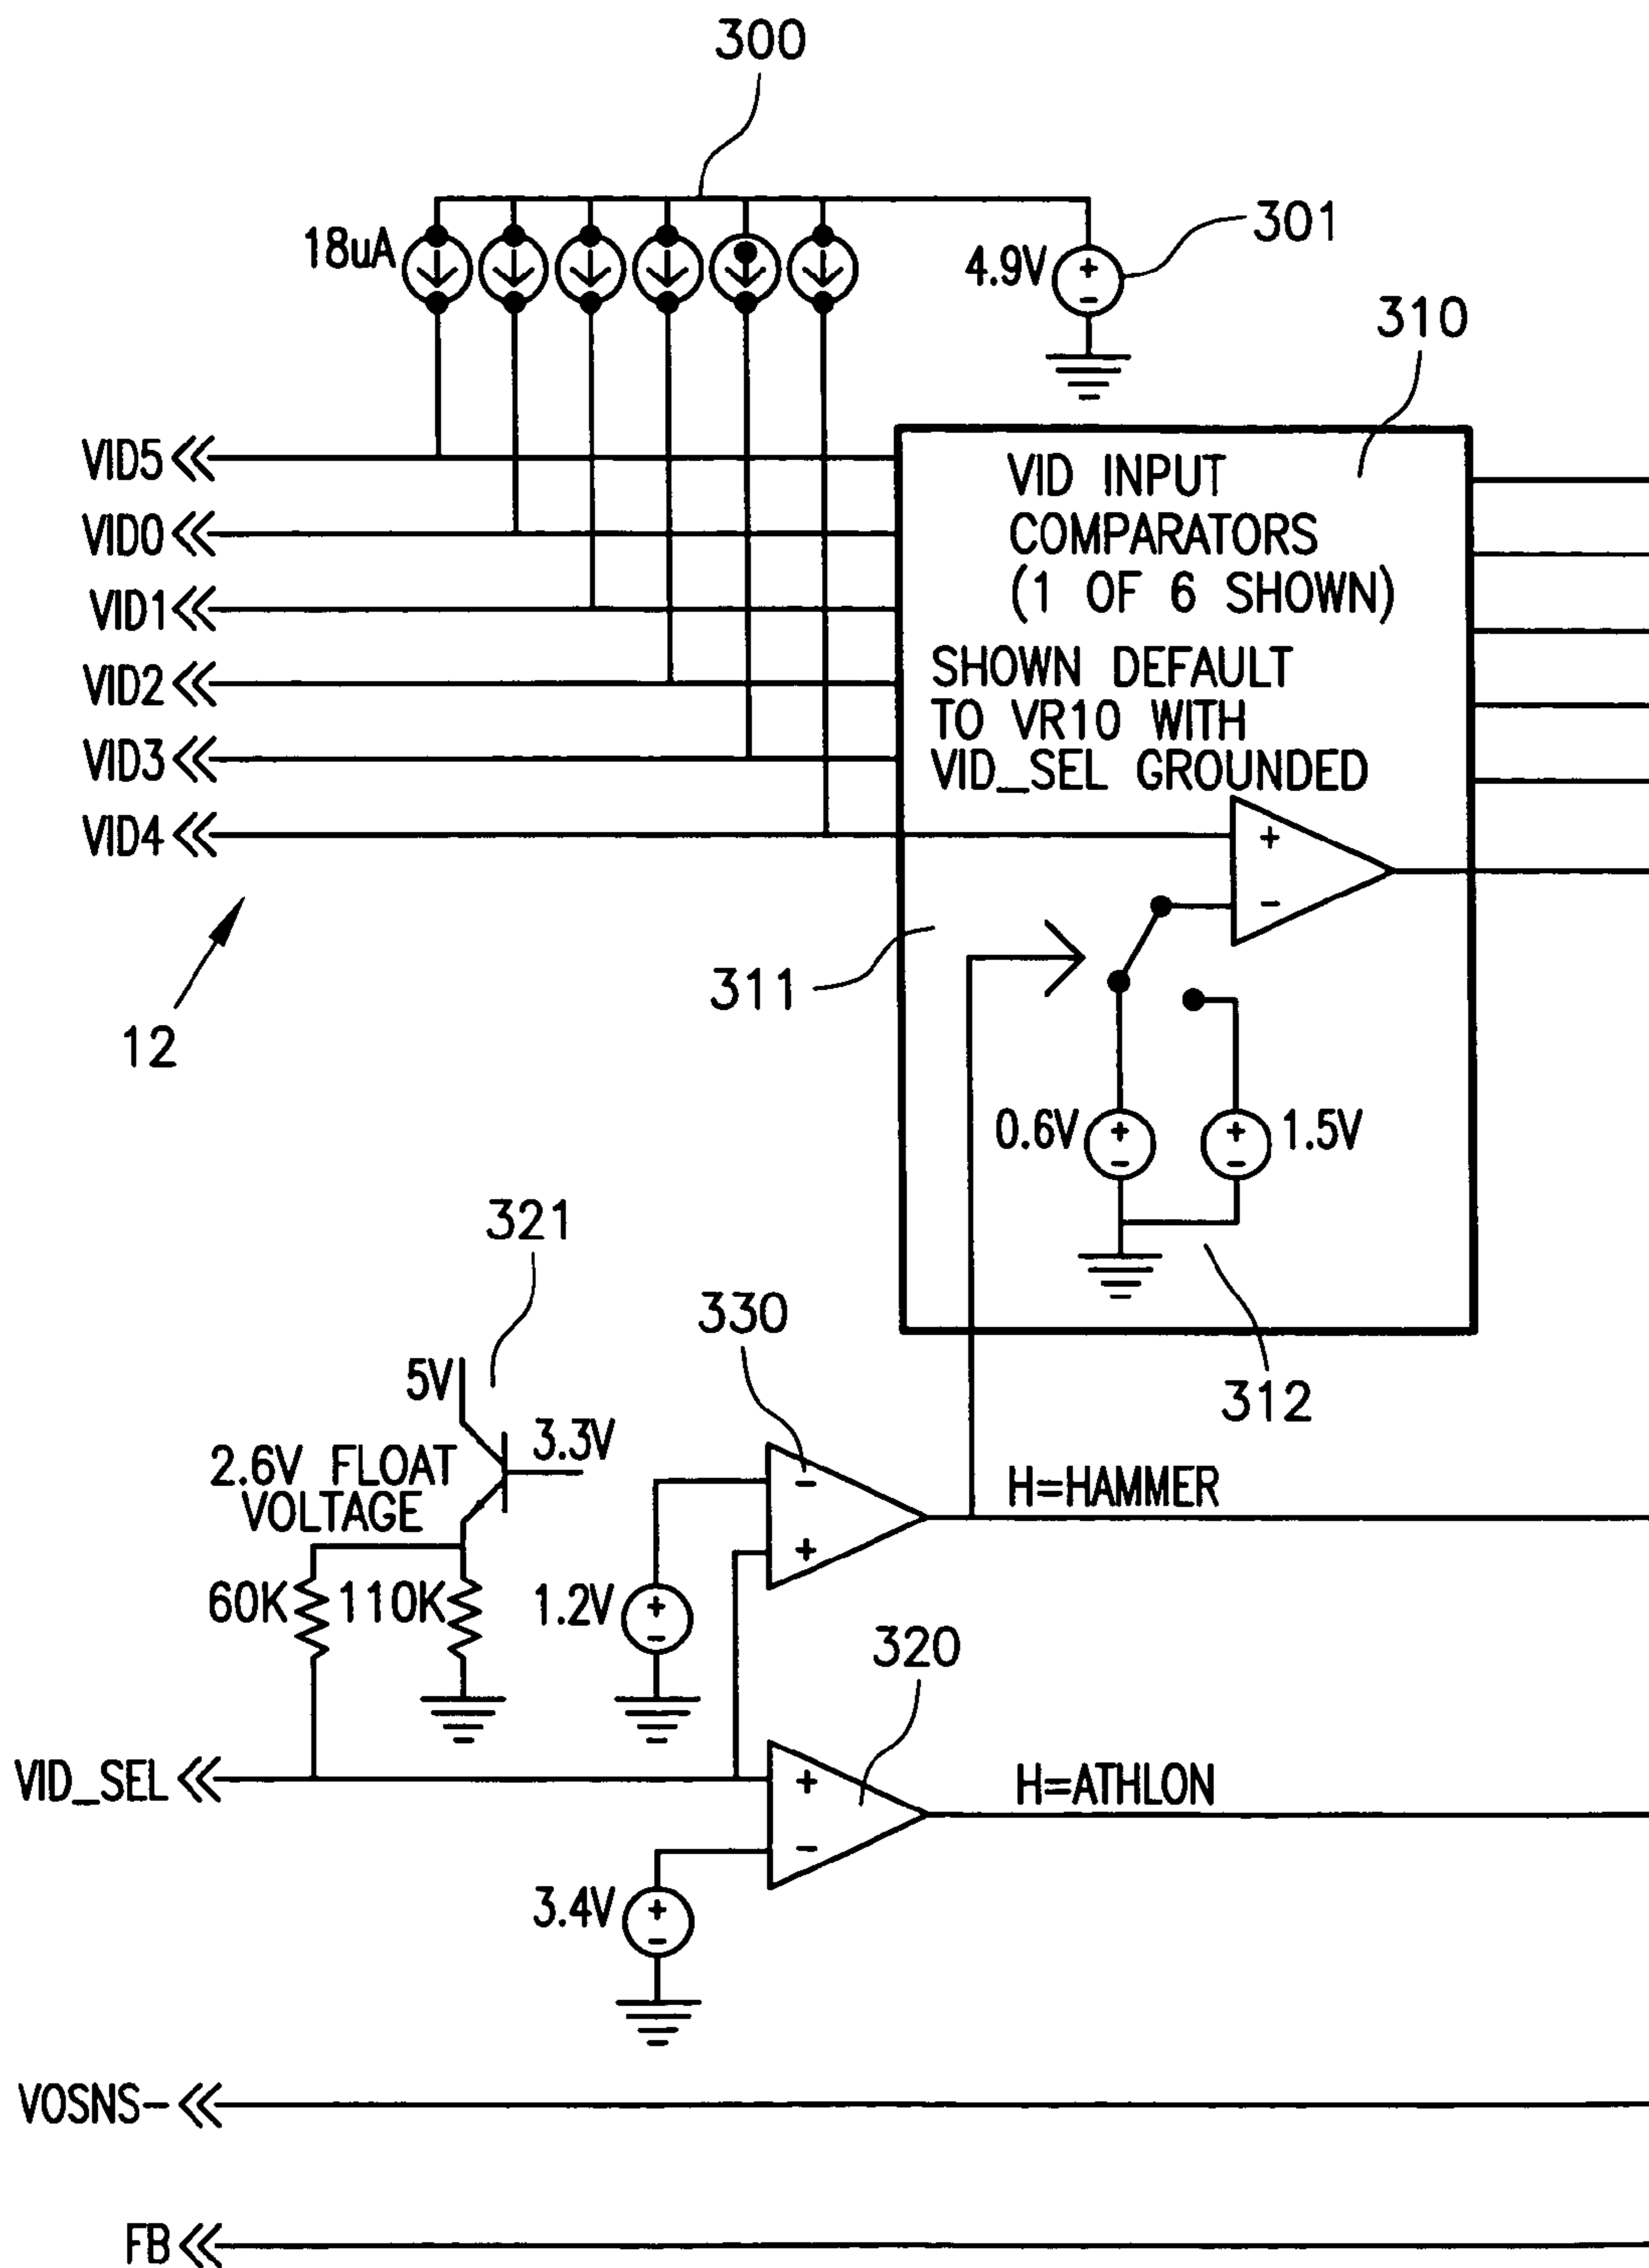 300
18uA
4.9V
301
310
VID5
VID0
VID1
VID2
VID3
VID4
VID INPUT
COMPARATORS
(1 OF 6 SHOWN)
SHOWN DEFAULT
TO VR10 WITH
VID_SEL GROUNDED
+
-
311
12
0.6V
1.5V
312
321
330
5V
3.3V
2.6V FLOAT
VOLTAGE
60K
110K
1.2V
H=HAMMER
320
VID_SEL
H=ATHLON
3.4V
VOSNS-
FB